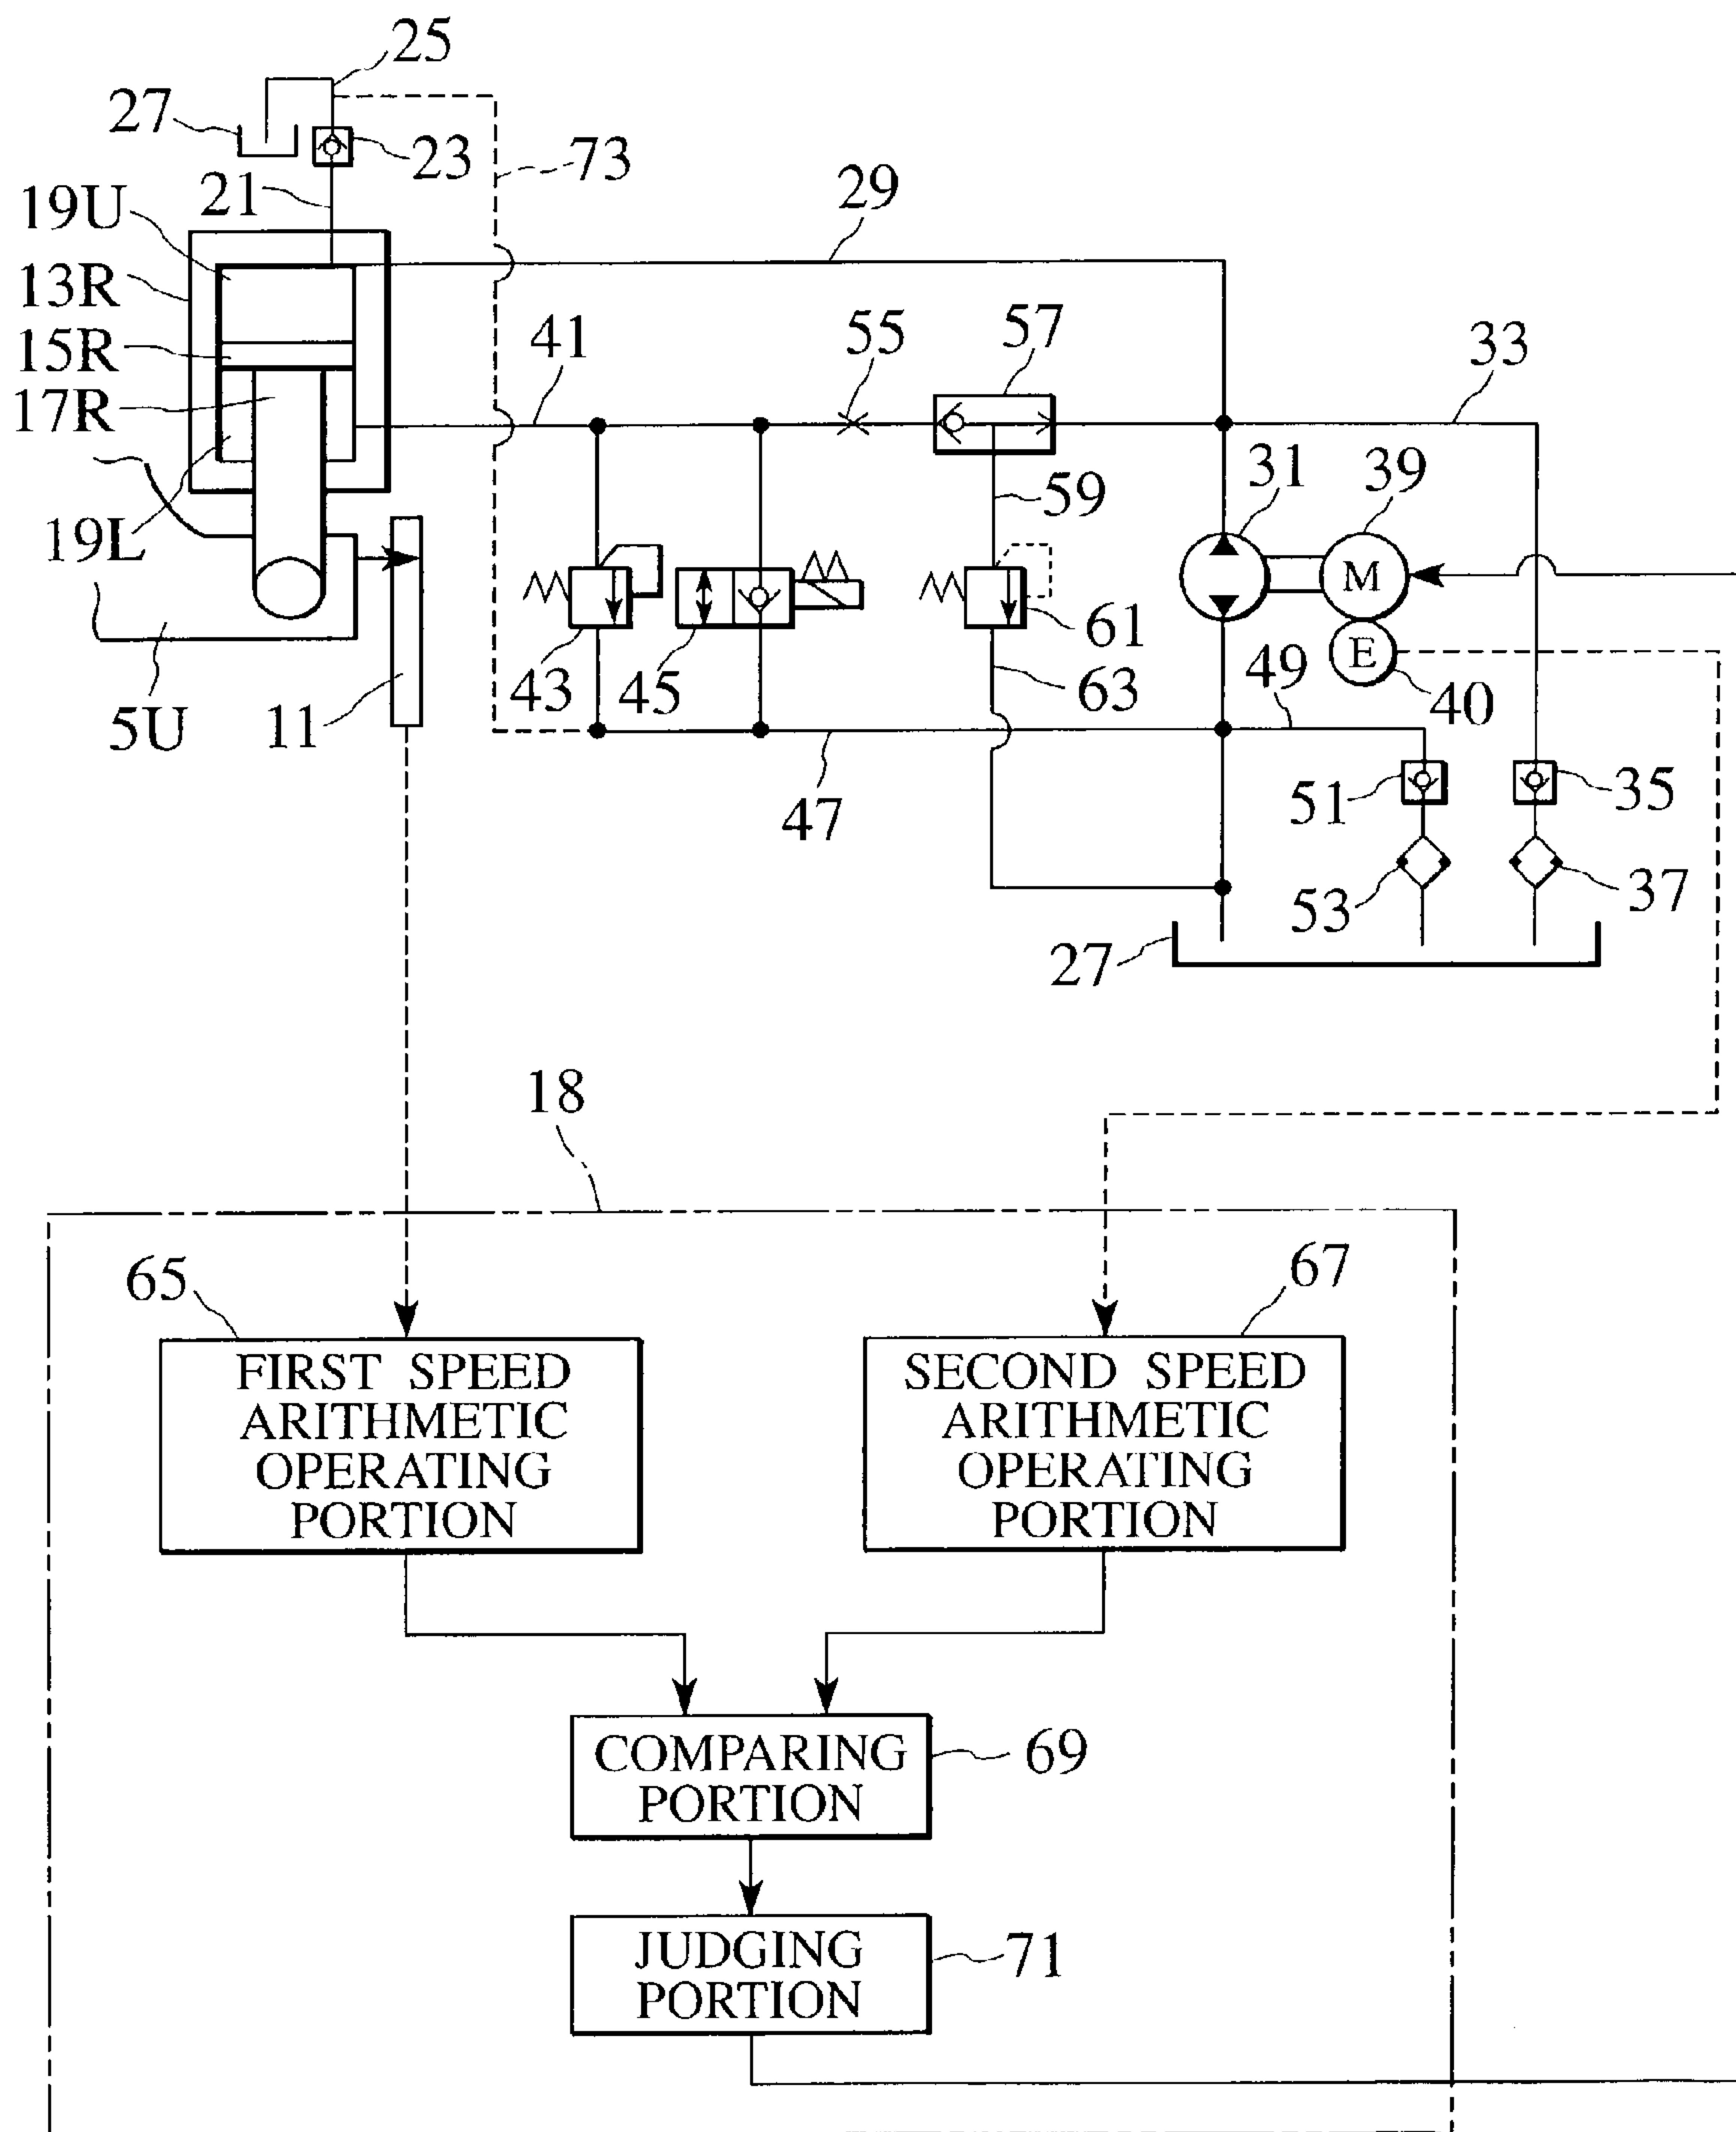 25
27
23
73
21
29
19U
13R
57
55
33
41
15R
17R
31
39
59
19L
M
61
E
43
45
63
49
40
5U
11
51
35
47
53
37
27
18
65
67
FIRST SPEED
ARITHMETIC
OPERATING
PORTION
SECOND SPEED
ARITHMETIC
OPERATING
PORTION
COMPARING
PORTION
69
JUDGING
PORTION
71